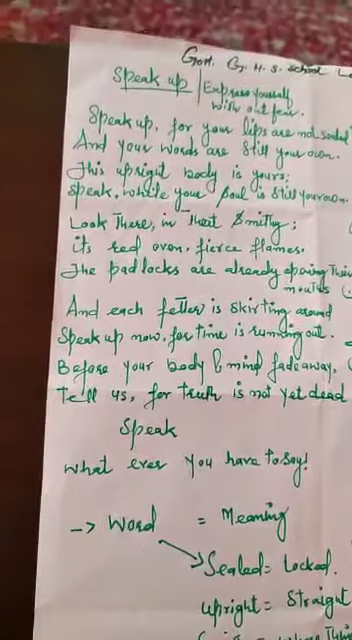 Govt. G. H. S. School
Speak up | Express yourself
with out fear.
Speak up, for your lips are not sealed
And your words are still your own.
This upright body is yours:
Speak, while your soul is still your own.
Look There, in That Smithy;
its red oven, fierce flames.
The pad locks are already opening Their
mouths
And each fetter is skirting around
Speak up now, for time is running out.
Before your body & mind fade away,
Tell us, for truth is not yet dead
Speak
What ever you have to say!
-> Word = Meaning
Sealed = Locked.
upright = Straight